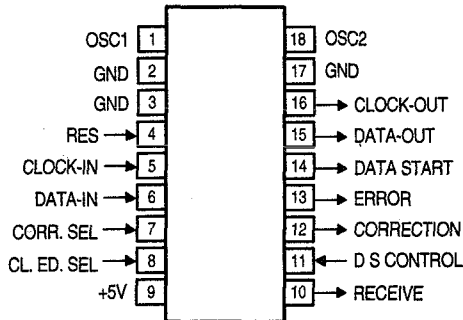 OSC1 1 18 OSC2
GND 2 17 GND
GND 3 16 CLOCK-OUT
RES 4 15 DATA-OUT
CLOCK-IN 5 14 DATA START
DATA-IN 6 13 ERROR
CORR. SEL 7 12 CORRECTION
CL. ED. SEL 8 11 D S CONTROL
+5V 9 10 RECEIVE